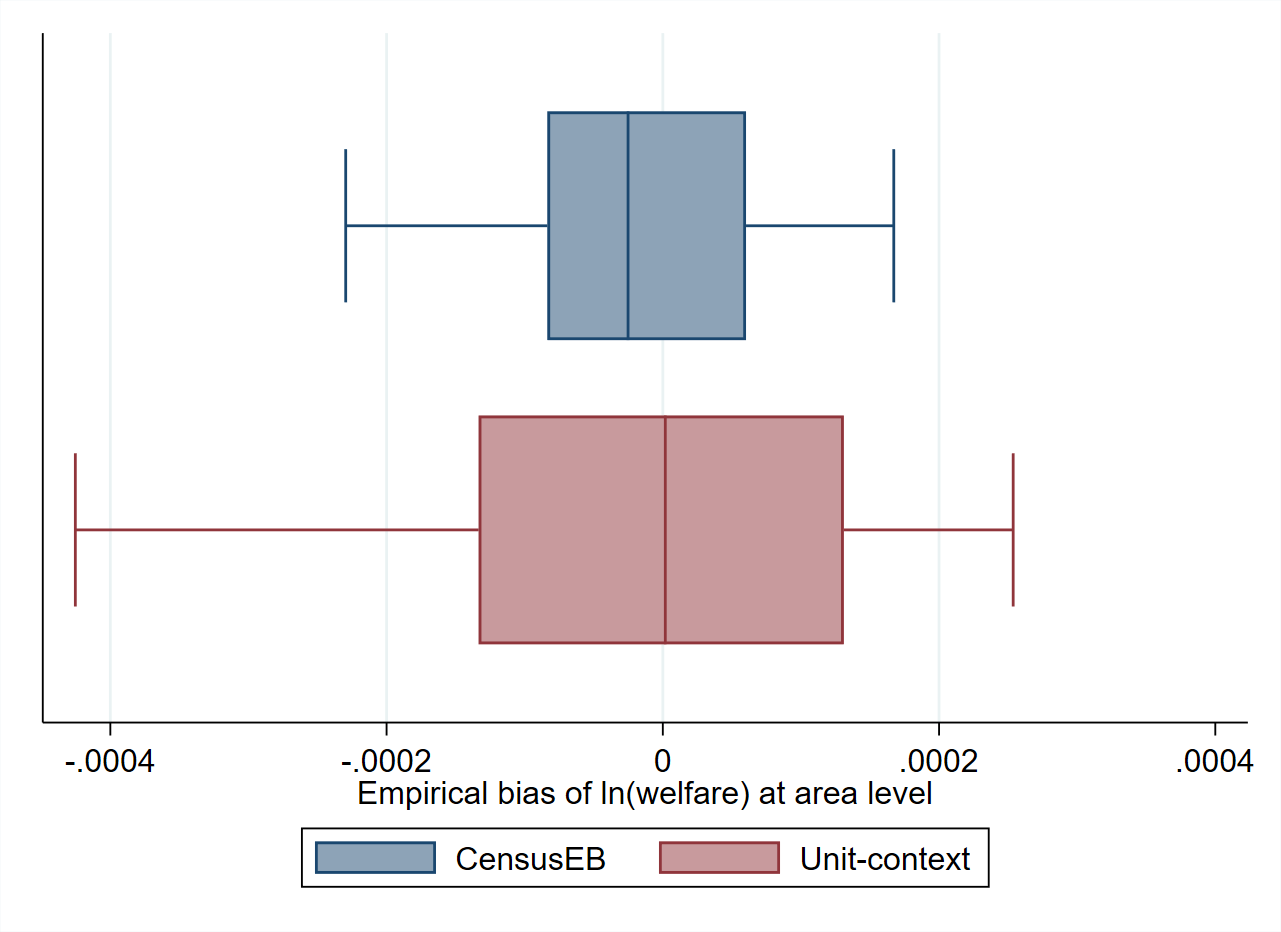 -.0004 -.0002 0 .0002 .0004
Empirical bias of ln(welfare) at area level
CensusEB Unit-context